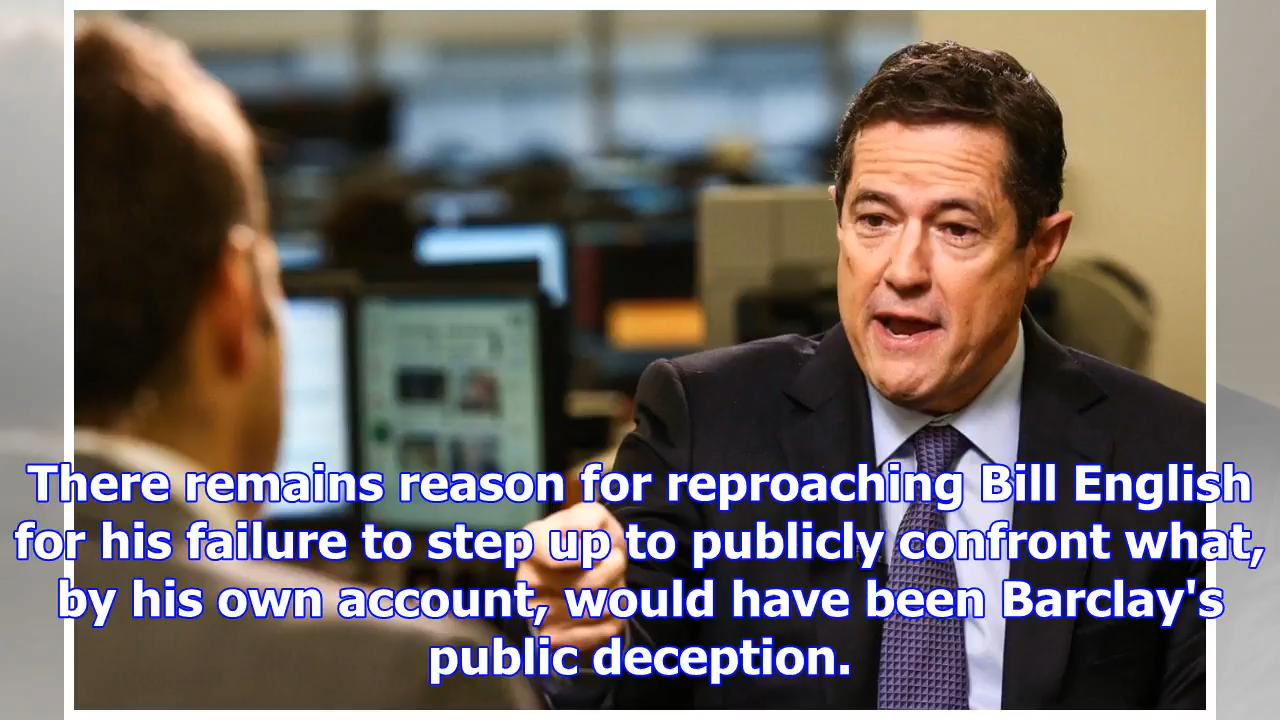 There remains reason for reproaching Bill English
for his failure to step up to publicly confront what,
by his own account, would have been Barclay's
public deception.